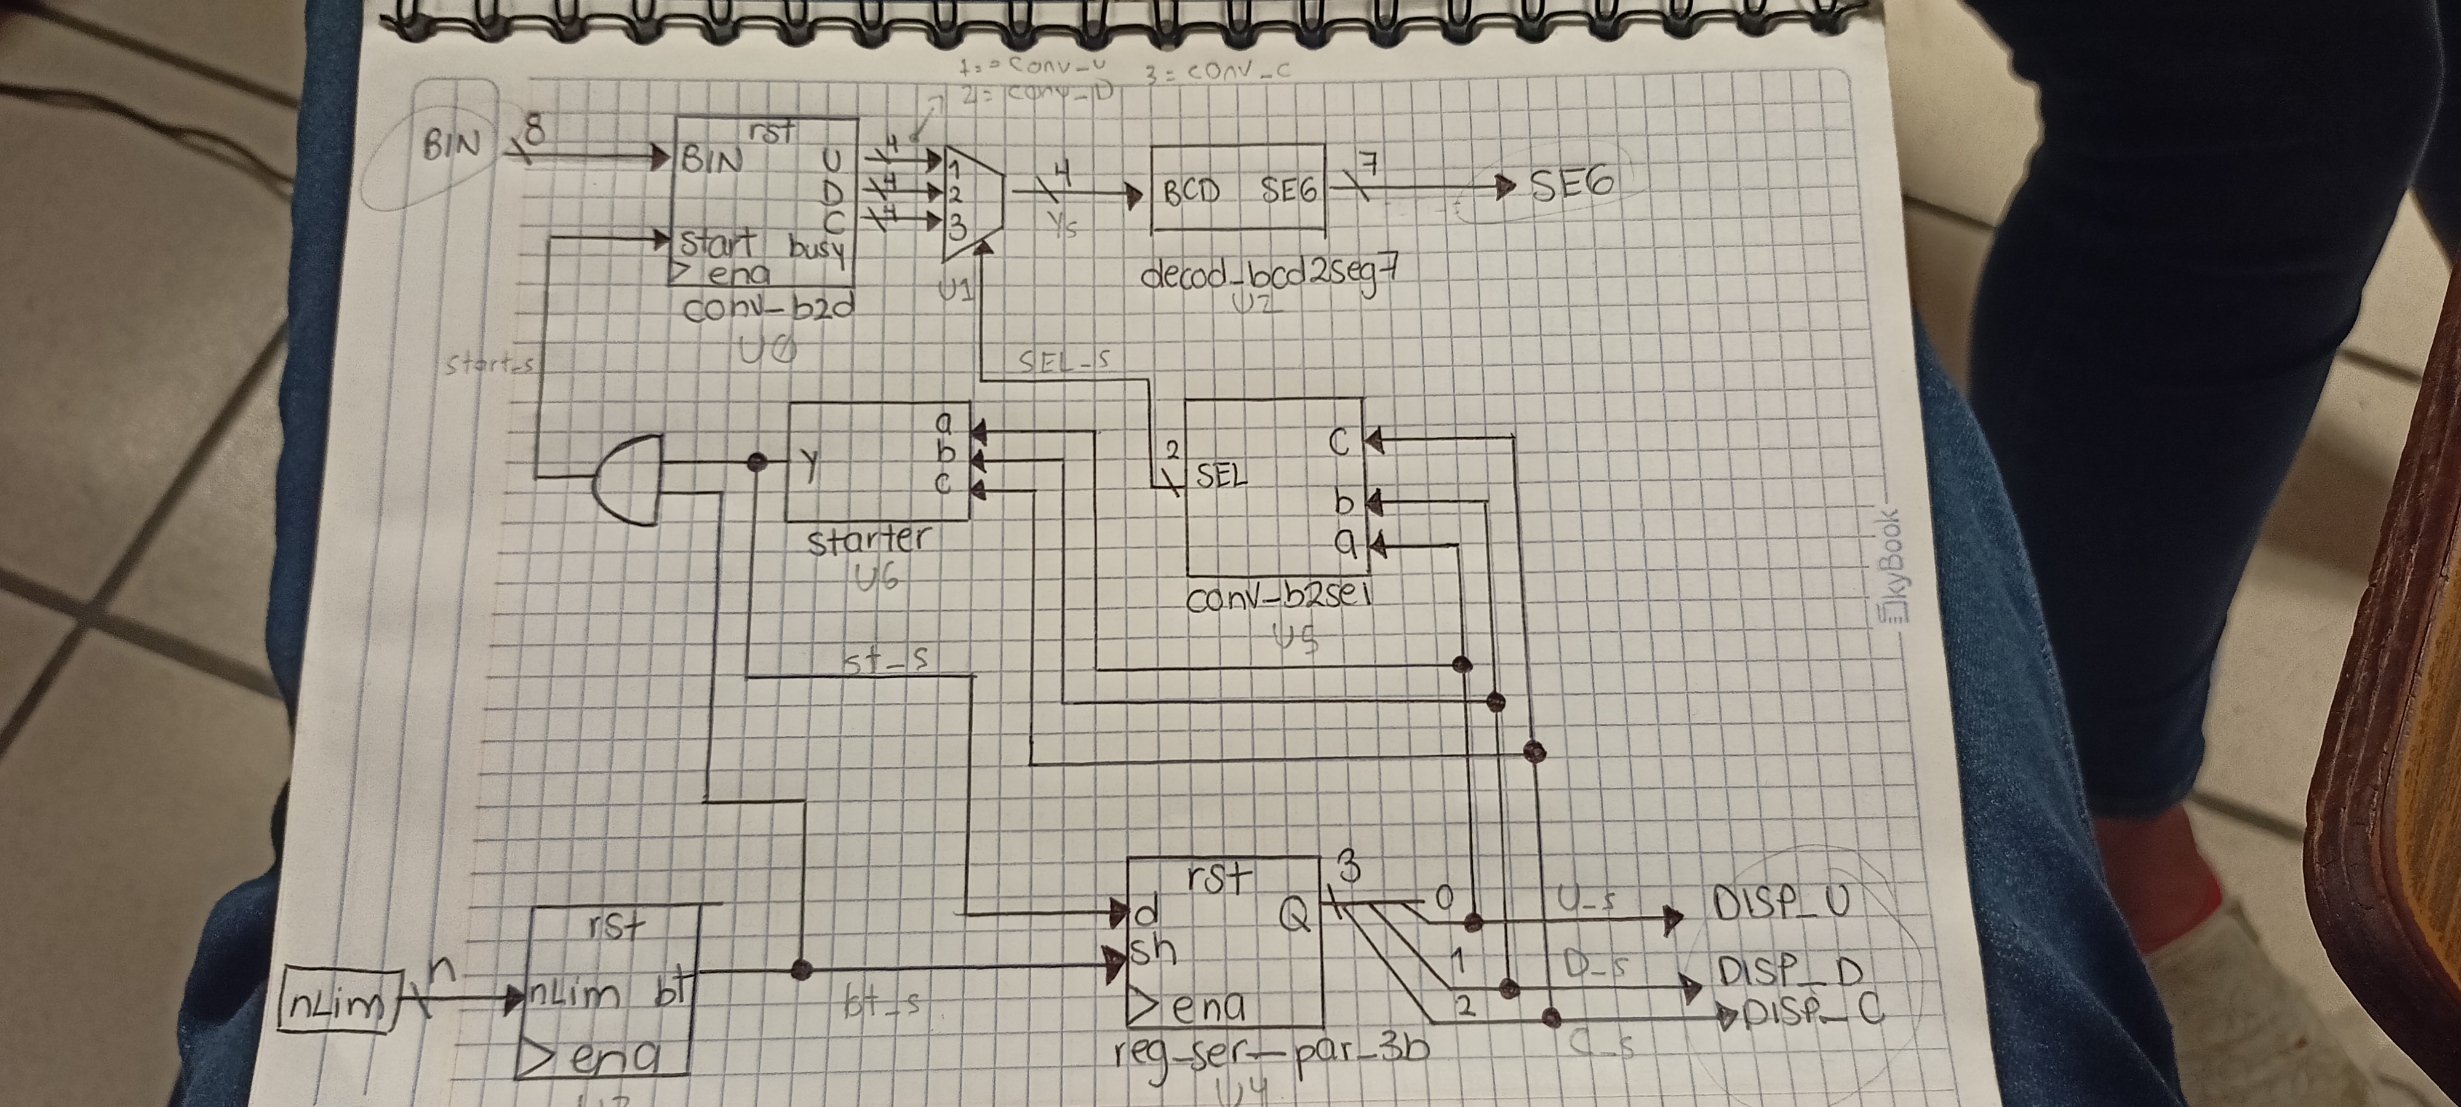 1:= conv_U 3= conv_C
2= conv_D
BIN 8
rst
BIN U 4 1
D 4 2
C 4 3
start busy
ena
conv_b2d
U0
U1
4
Ys
BCD SEG 7 SEG
decod_bcd2seg7
U2
start_s
SEL_S
a
y b
c
starter
U6
2
SEL
C
b
a
conv_b2sel
U5
st_s
nLim n
rst
nLim bt
ena
bt_s
rst
d Q 3
sh
ena
reg_ser_par_3b
U4
0 U_s DISP_U
1 D_s DISP_D
2 C_s DISP_C
SkyBook